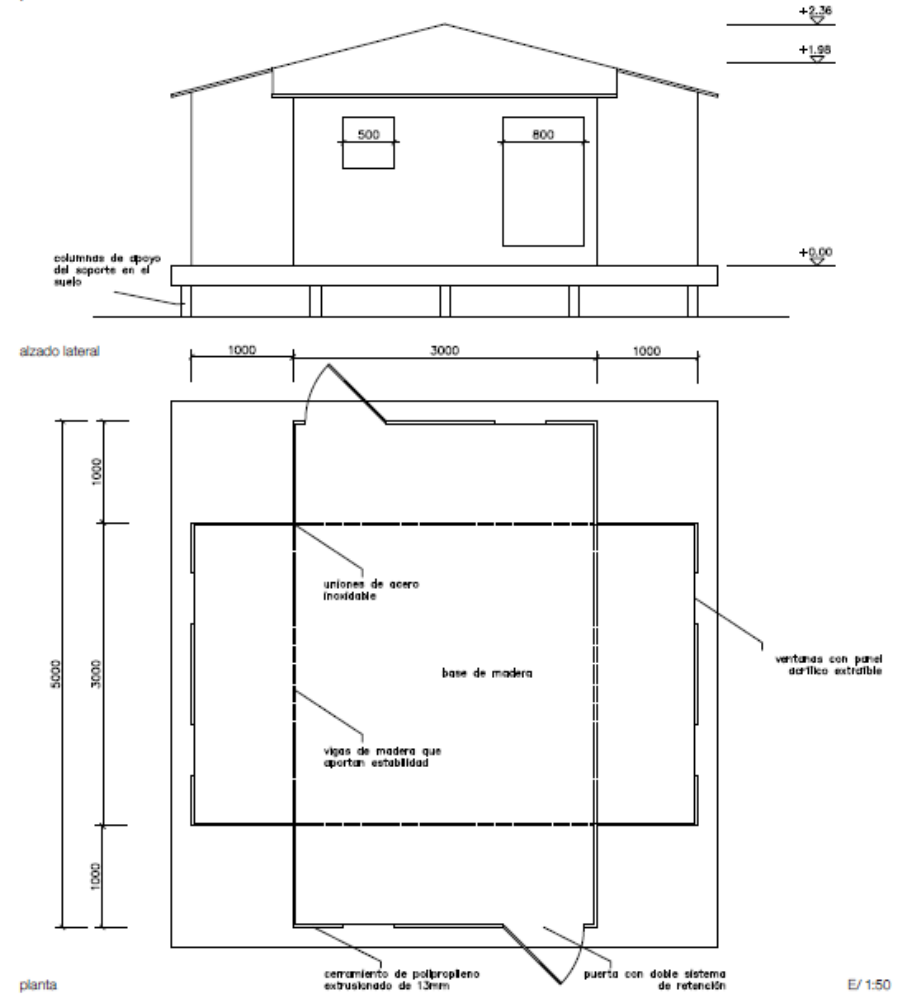 +2.36
+1.98
500
800
+0.00
columnas de apoyo
del soporte en el
suelo
alzado lateral
1000
3000
1000
1000
5000
3000
1000
uniones de acero
inoxidable
base de madera
ventanas con panel
acrílico extraíble
vigas de madera que
aportan estabilidad
cerramiento de polipropileno
extrusionado de 13mm
puerta con doble sistema
de retención
planta
E/ 1:50